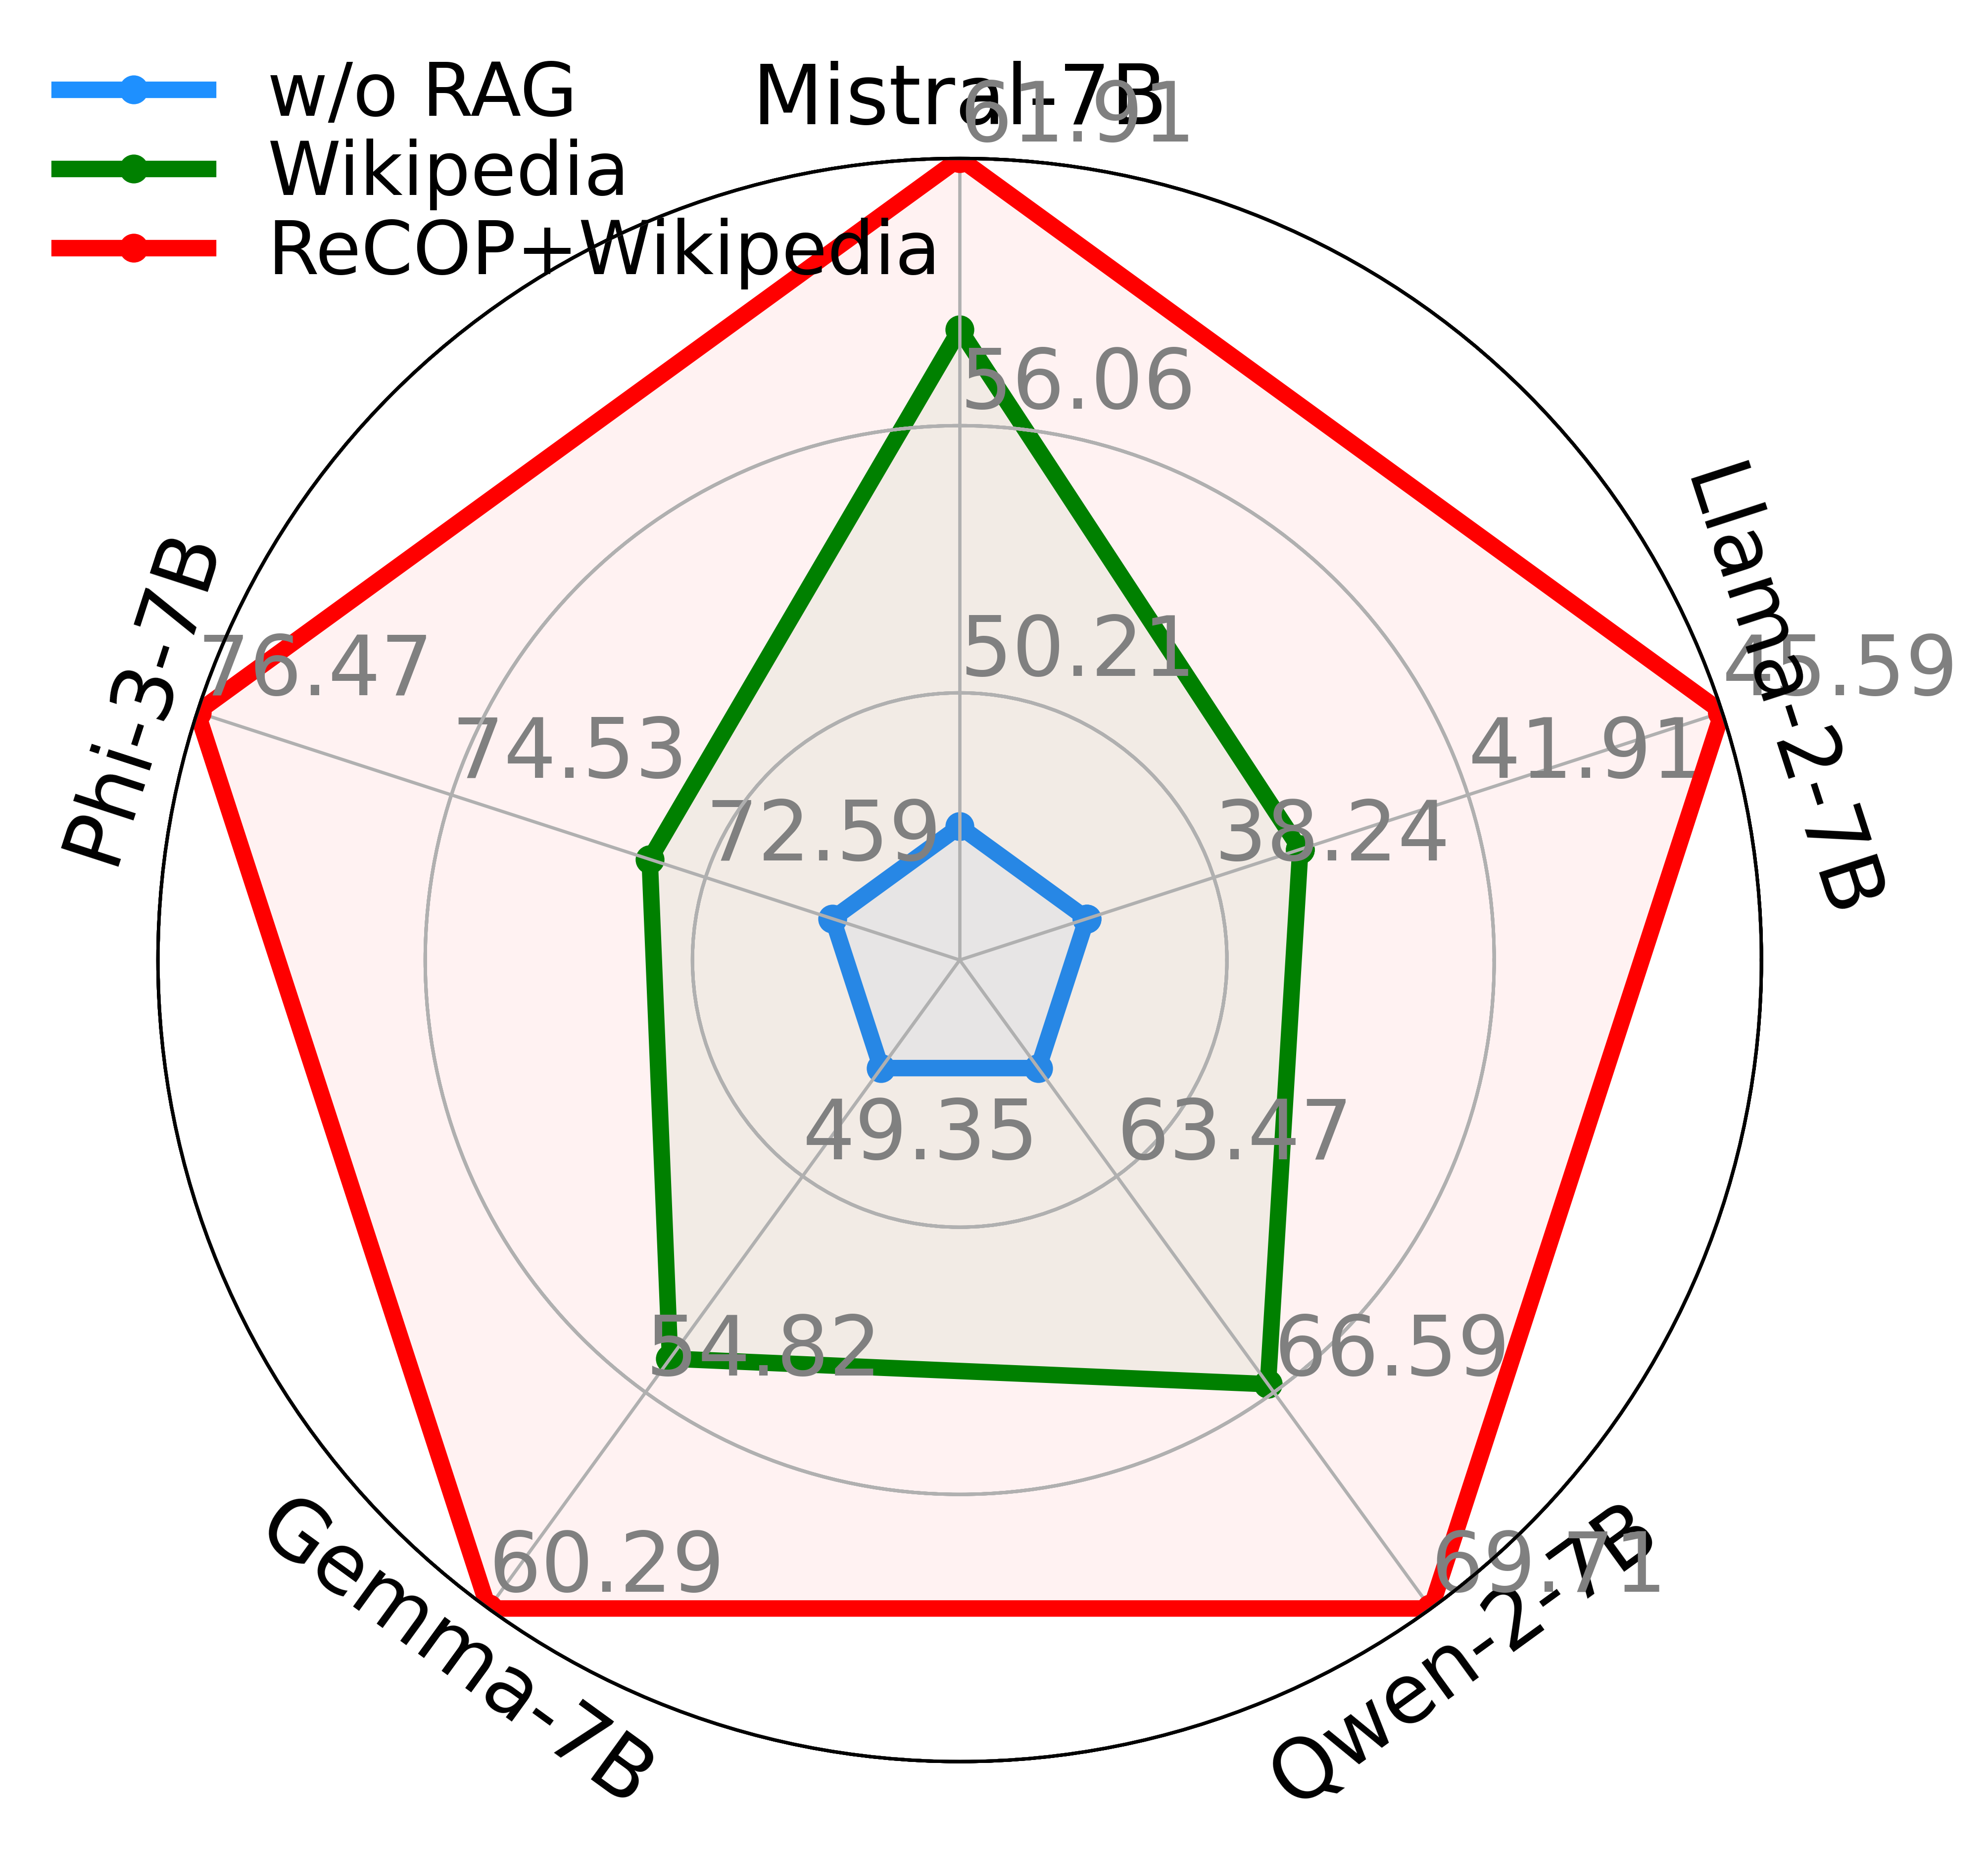 w/o RAG
Wikipedia
ReCOP+Wikipedia
Mistral-7B
61.91
56.06
50.21
Llama-2-7B
45.59
41.91
38.24
Phi-3-7B
76.47
74.53
72.59
49.35
63.47
54.82
66.59
60.29
69.71
Gemma-7B
Qwen-2-7B